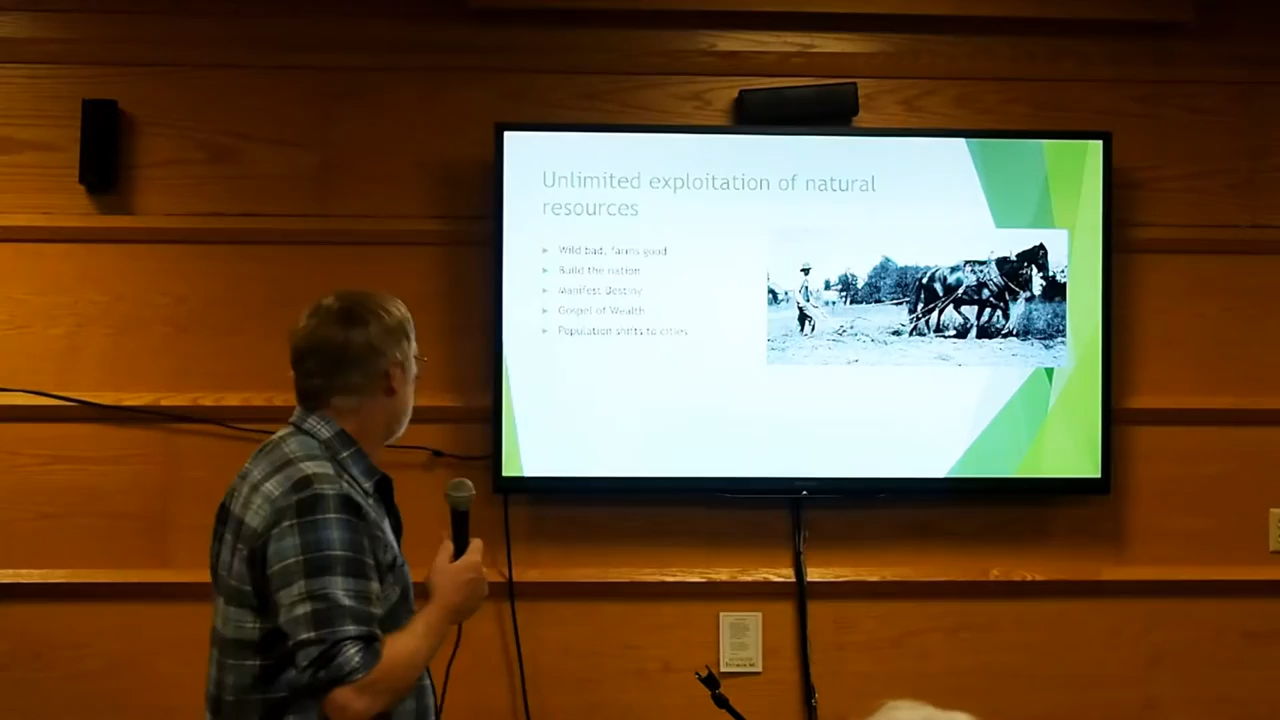 Unlimited exploitation of natural
resources
Wild bad, farms good
Build the nation
Manifest Destiny
Gospel of Wealth
Population shifts to cities